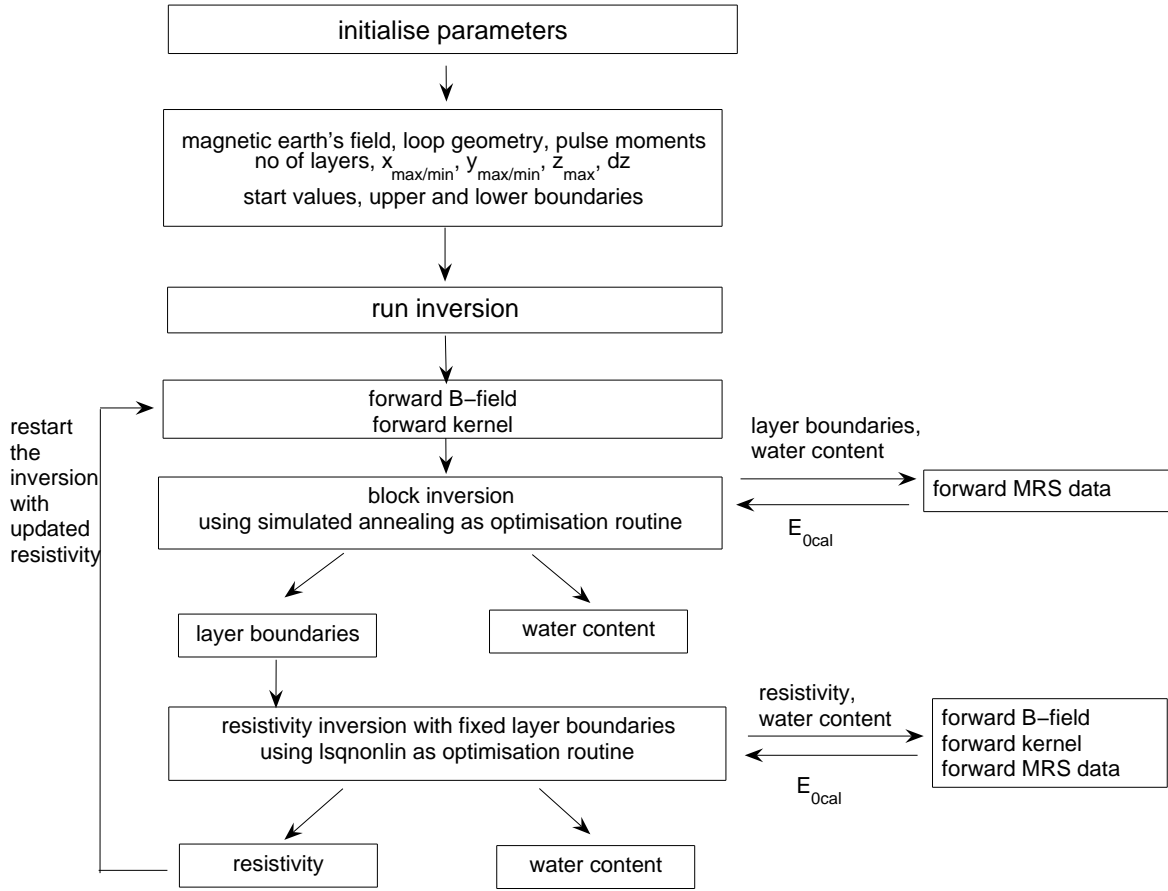 initialise parameters
magnetic earth's field, loop geometry, pulse moments
no of layers, x_max/min, y_max/min, z_max, dz
start values, upper and lower boundaries
run inversion
forward B−field
forward kernel
restart
the
inversion
with
updated
resistivity
layer boundaries,
water content
block inversion
using simulated annealing as optimisation routine
forward MRS data
E_0cal
layer boundaries
water content
resistivity inversion with fixed layer boundaries
using lsqnonlin as optimisation routine
resistivity,
water content
forward B−field
forward kernel
forward MRS data
E_0cal
resistivity
water content